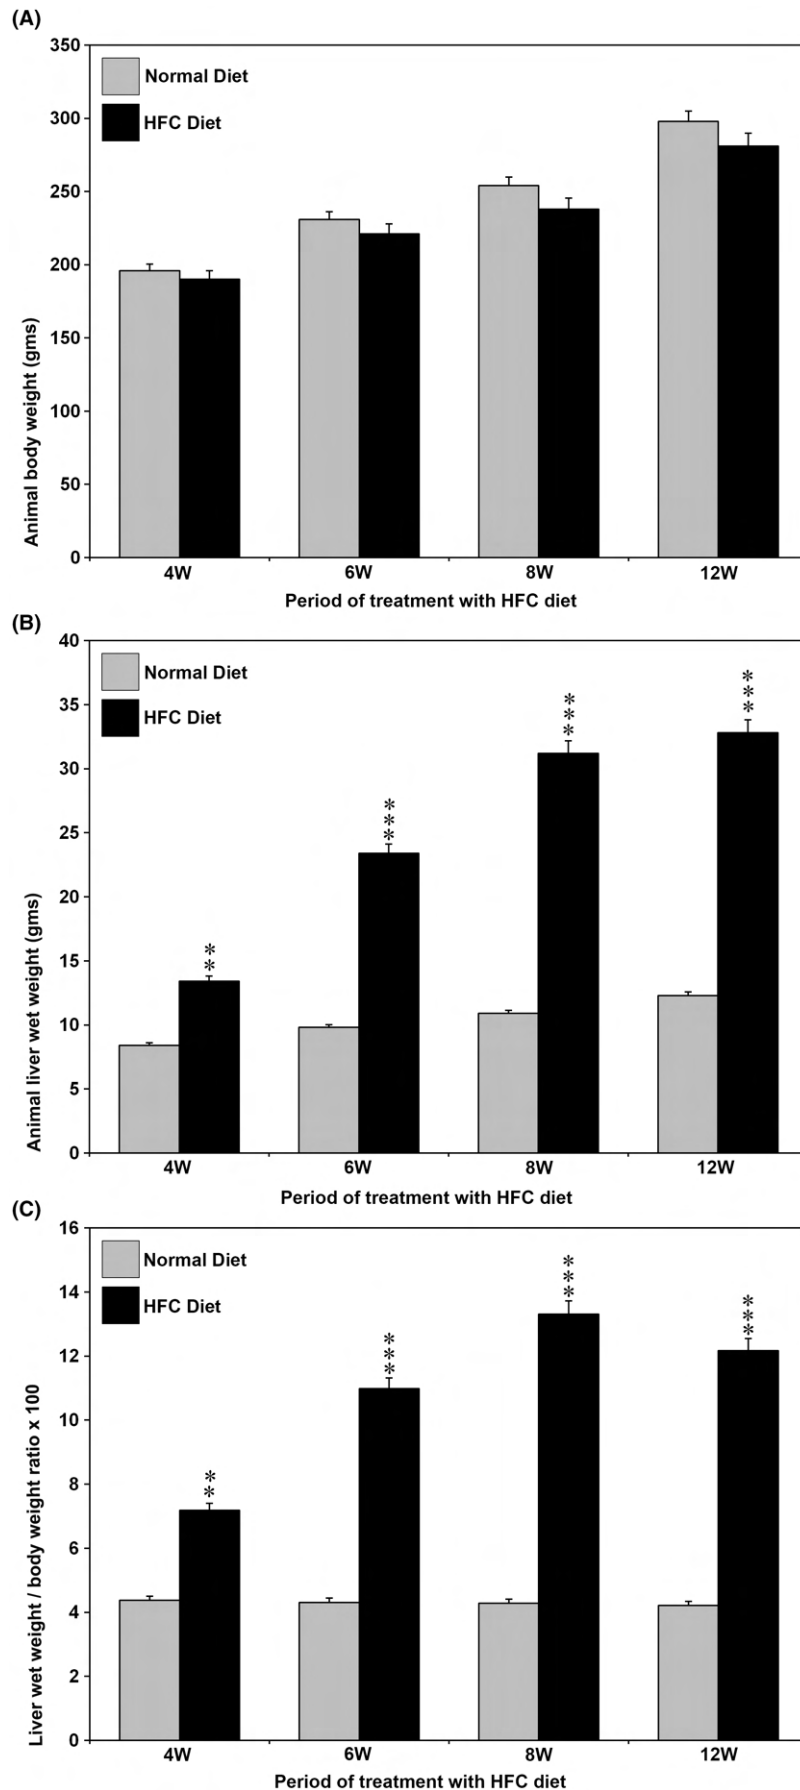 (A)
350
300
250
200
150
100
50
0
Normal Diet
HFC Diet
Animal body weight (gms)
4W 6W 8W 12W
Period of treatment with HFC diet
(B)
40
35
30
25
20
15
10
5
0
Normal Diet
HFC Diet
Animal liver wet weight (gms)
**
***
***
***
4W 6W 8W 12W
Period of treatment with HFC diet
(C)
16
14
12
10
8
6
4
2
0
Normal Diet
HFC Diet
Liver wet weight / body weight ratio x 100
**
***
***
***
4W 6W 8W 12W
Period of treatment with HFC diet